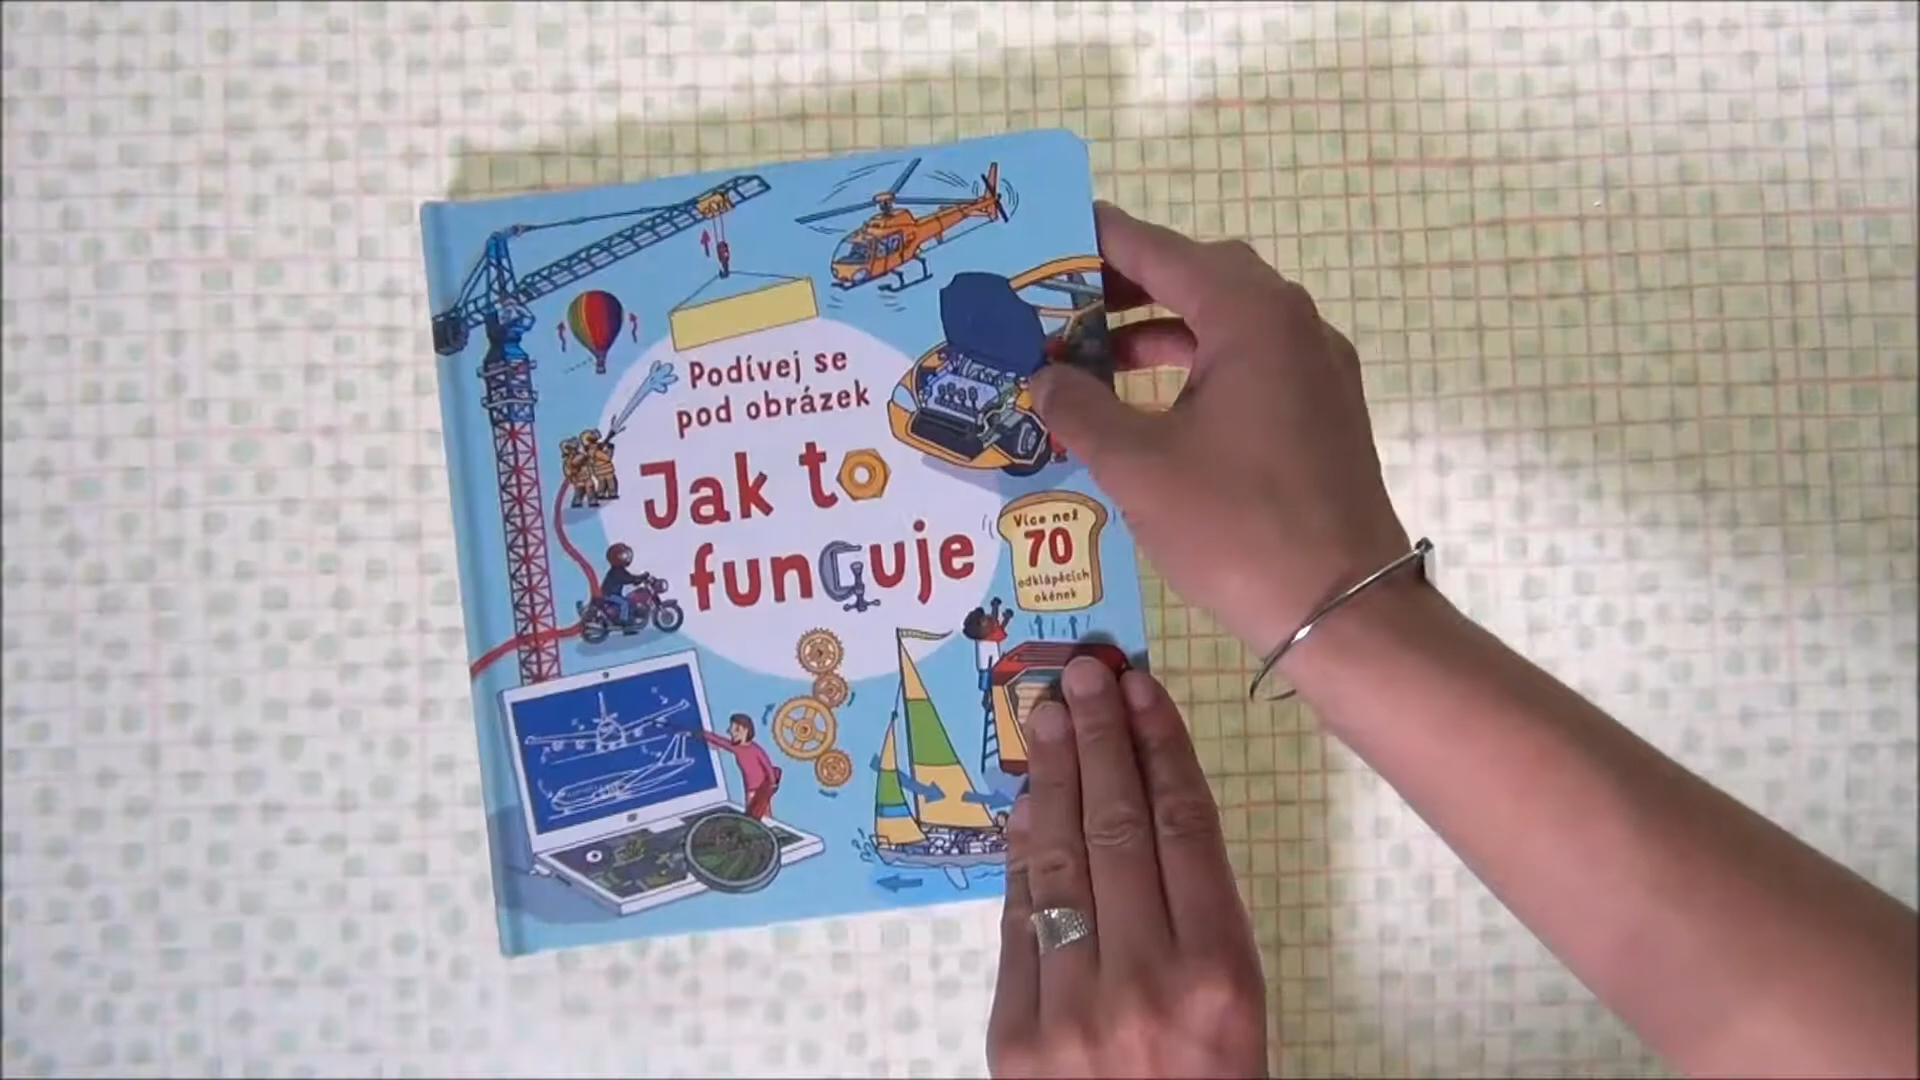 Podívej se
pod obrázek
Jak to
funguje
Více než
70
odklápěcích
okének